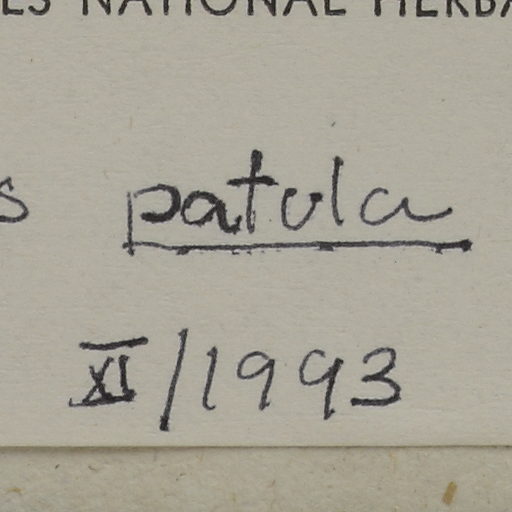 ES NATIONAL HERBA
s patula
XI/1993